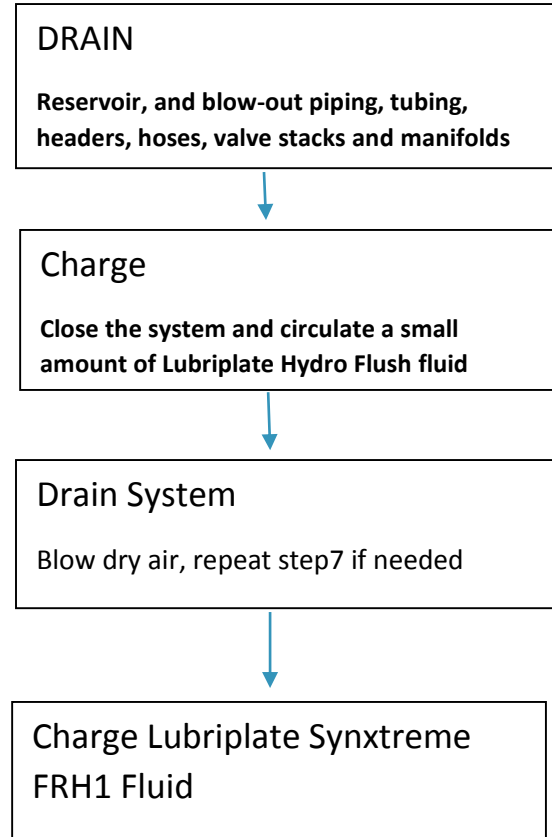 DRAIN
Reservoir, and blow-out piping, tubing,
headers, hoses, valve stacks and manifolds
Charge
Close the system and circulate a small
amount of Lubriplate Hydro Flush fluid
Drain System
Blow dry air, repeat step7 if needed
Charge Lubriplate Synxtreme
FRH1 Fluid